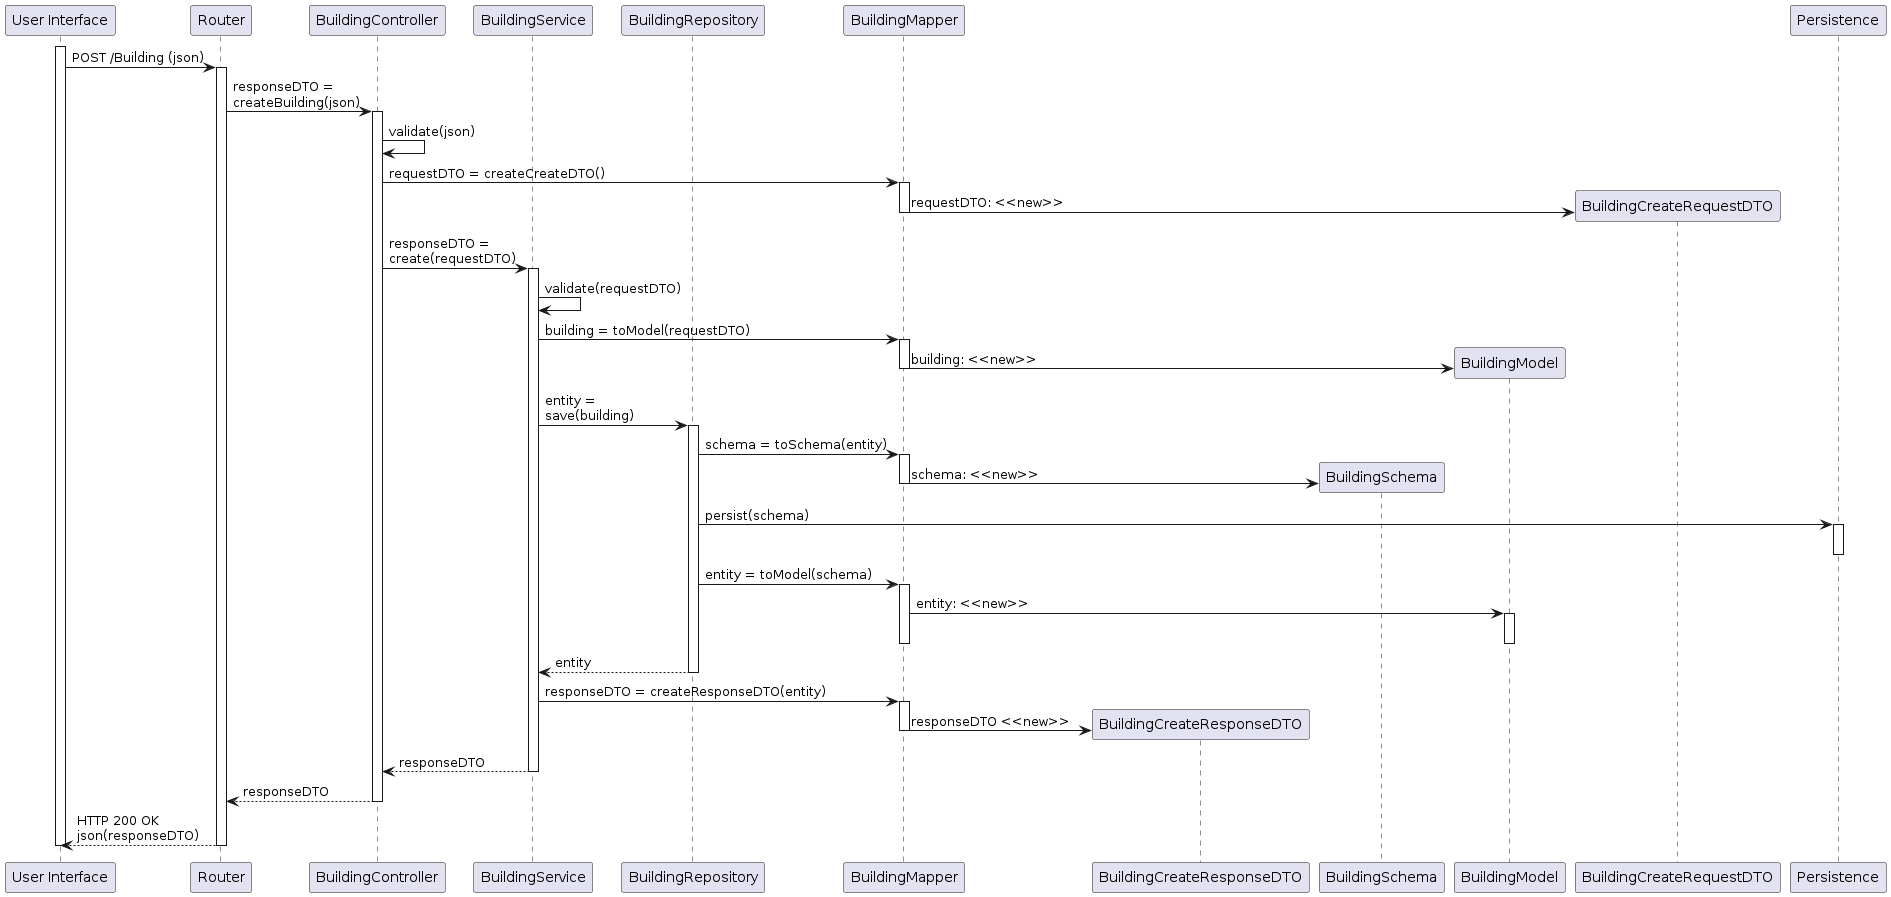 User Interface
Router
BuildingController
BuildingService
BuildingRepository
BuildingMapper
Persistence
POST /Building (json)
responseDTO =
createBuilding(json)
validate(json)
requestDTO = createCreateDTO()
requestDTO: <<new>>
BuildingCreateRequestDTO
responseDTO =
create(requestDTO)
validate(requestDTO)
building = toModel(requestDTO)
building: <<new>>
BuildingModel
entity =
save(building)
schema = toSchema(entity)
schema: <<new>>
BuildingSchema
persist(schema)
entity = toModel(schema)
entity: <<new>>
entity
responseDTO = createResponseDTO(entity)
responseDTO <<new>>
BuildingCreateResponseDTO
responseDTO
responseDTO
HTTP 200 OK
json(responseDTO)
User Interface
Router
BuildingController
BuildingService
BuildingRepository
BuildingMapper
BuildingCreateResponseDTO
BuildingSchema
BuildingModel
BuildingCreateRequestDTO
Persistence